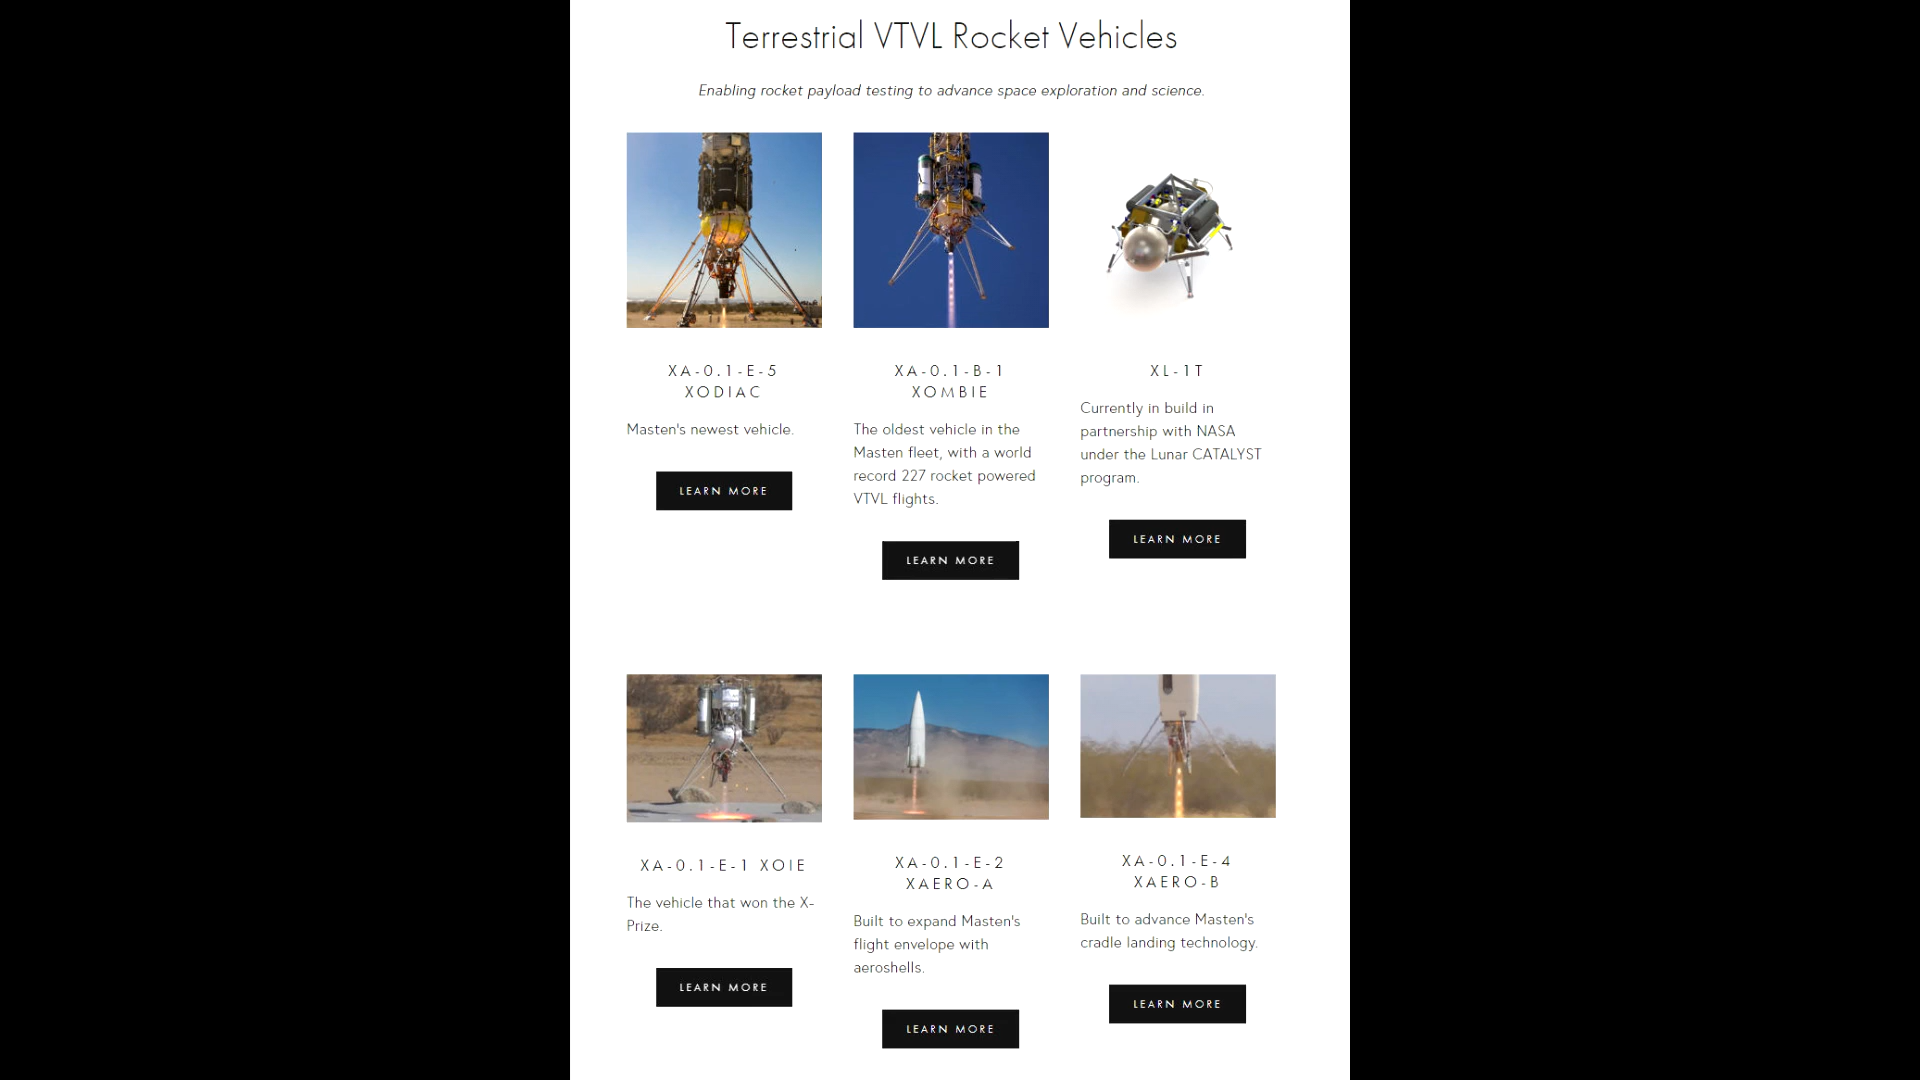 Terrestrial VTVL Rocket Vehicles
Enabling rocket payload testing to advance space exploration and science.
XA-0.1-E-5
XODIAC
Masten's newest vehicle.
LEARN MORE
XA-0.1-B-1
XOMBIE
The oldest vehicle in the
Masten fleet, with a world
record 227 rocket powered
VTVL flights.
LEARN MORE
XL-1T
Currently in build in
partnership with NASA
under the Lunar CATALYST
program.
LEARN MORE
XA-0.1-E-1 XOIE
The vehicle that won the X-
Prize.
LEARN MORE
XA-0.1-E-2
XAERO-A
Built to expand Masten's
flight envelope with
aeroshells.
LEARN MORE
XA-0.1-E-4
XAERO-B
Built to advance Masten's
cradle landing technology.
LEARN MORE